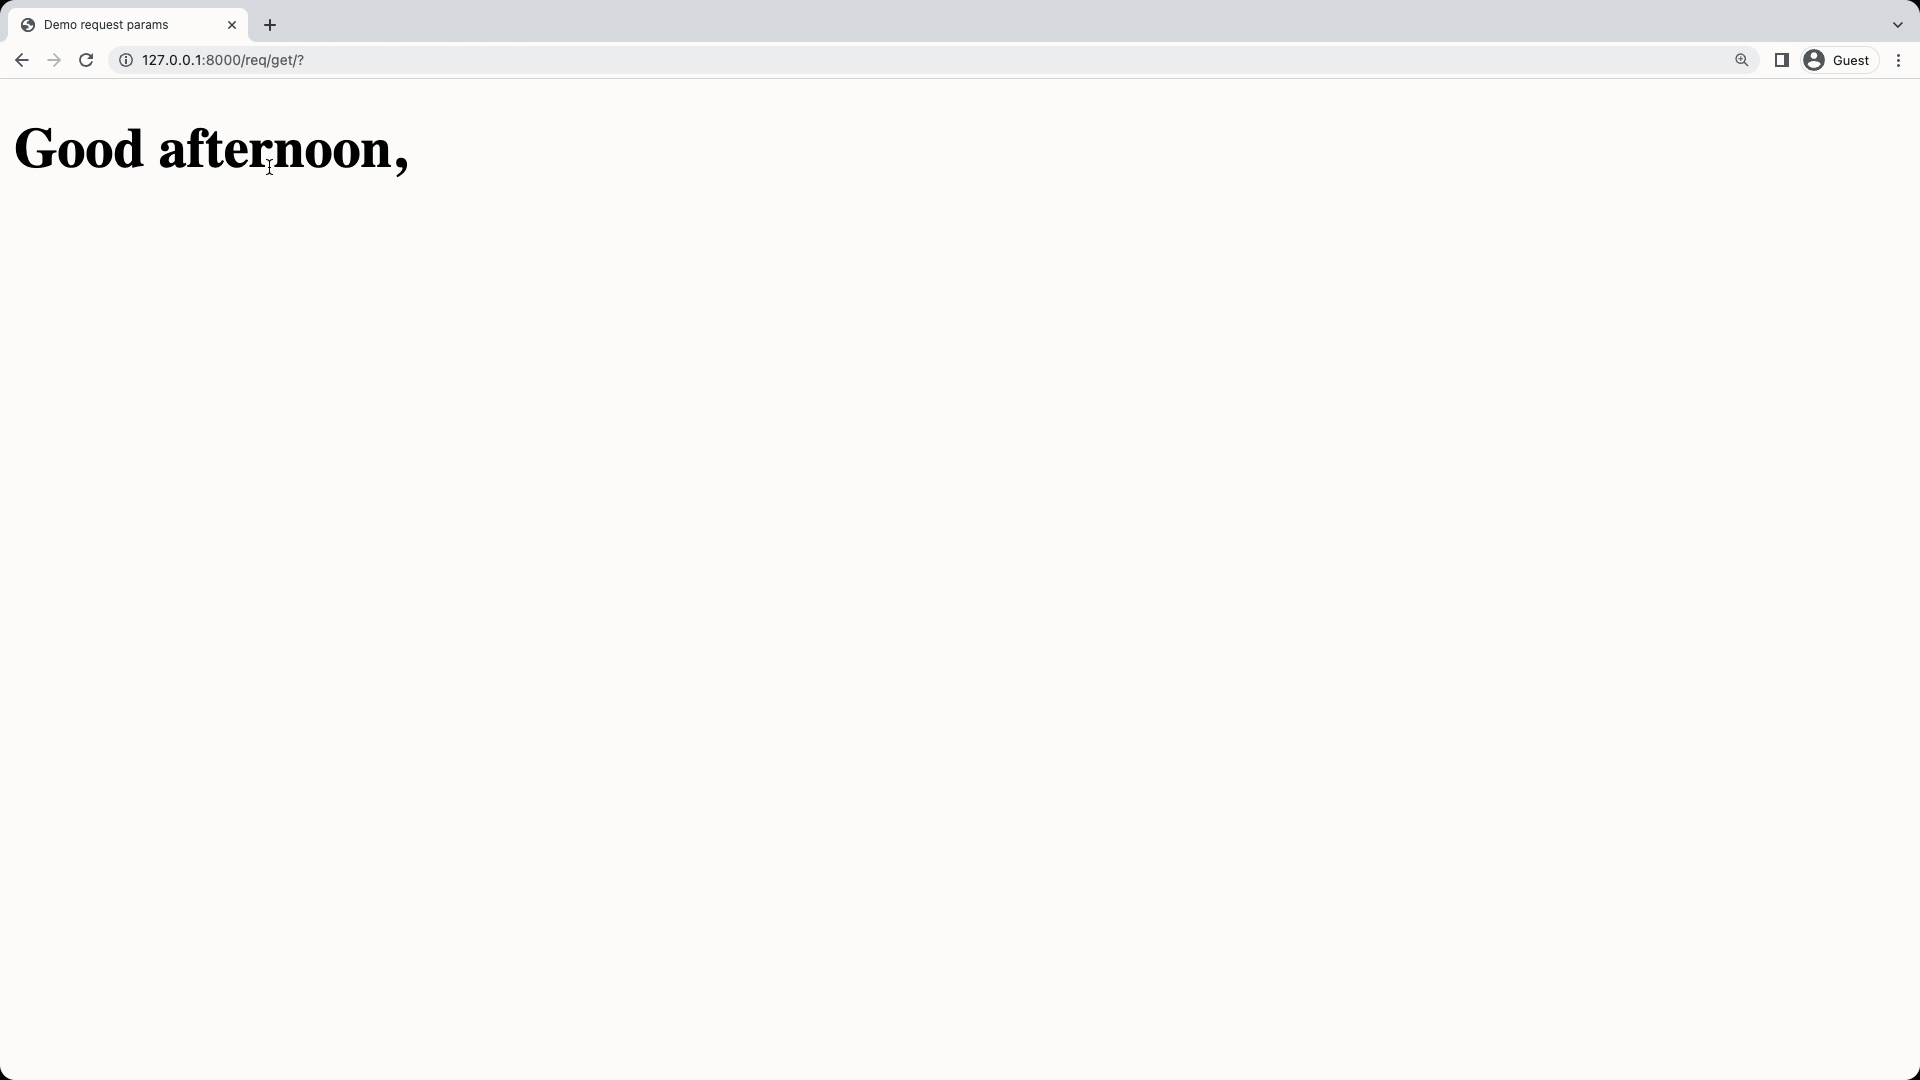 Demo request params
127.0.0.1:8000/req/get/?
Guest
Good afternoon,